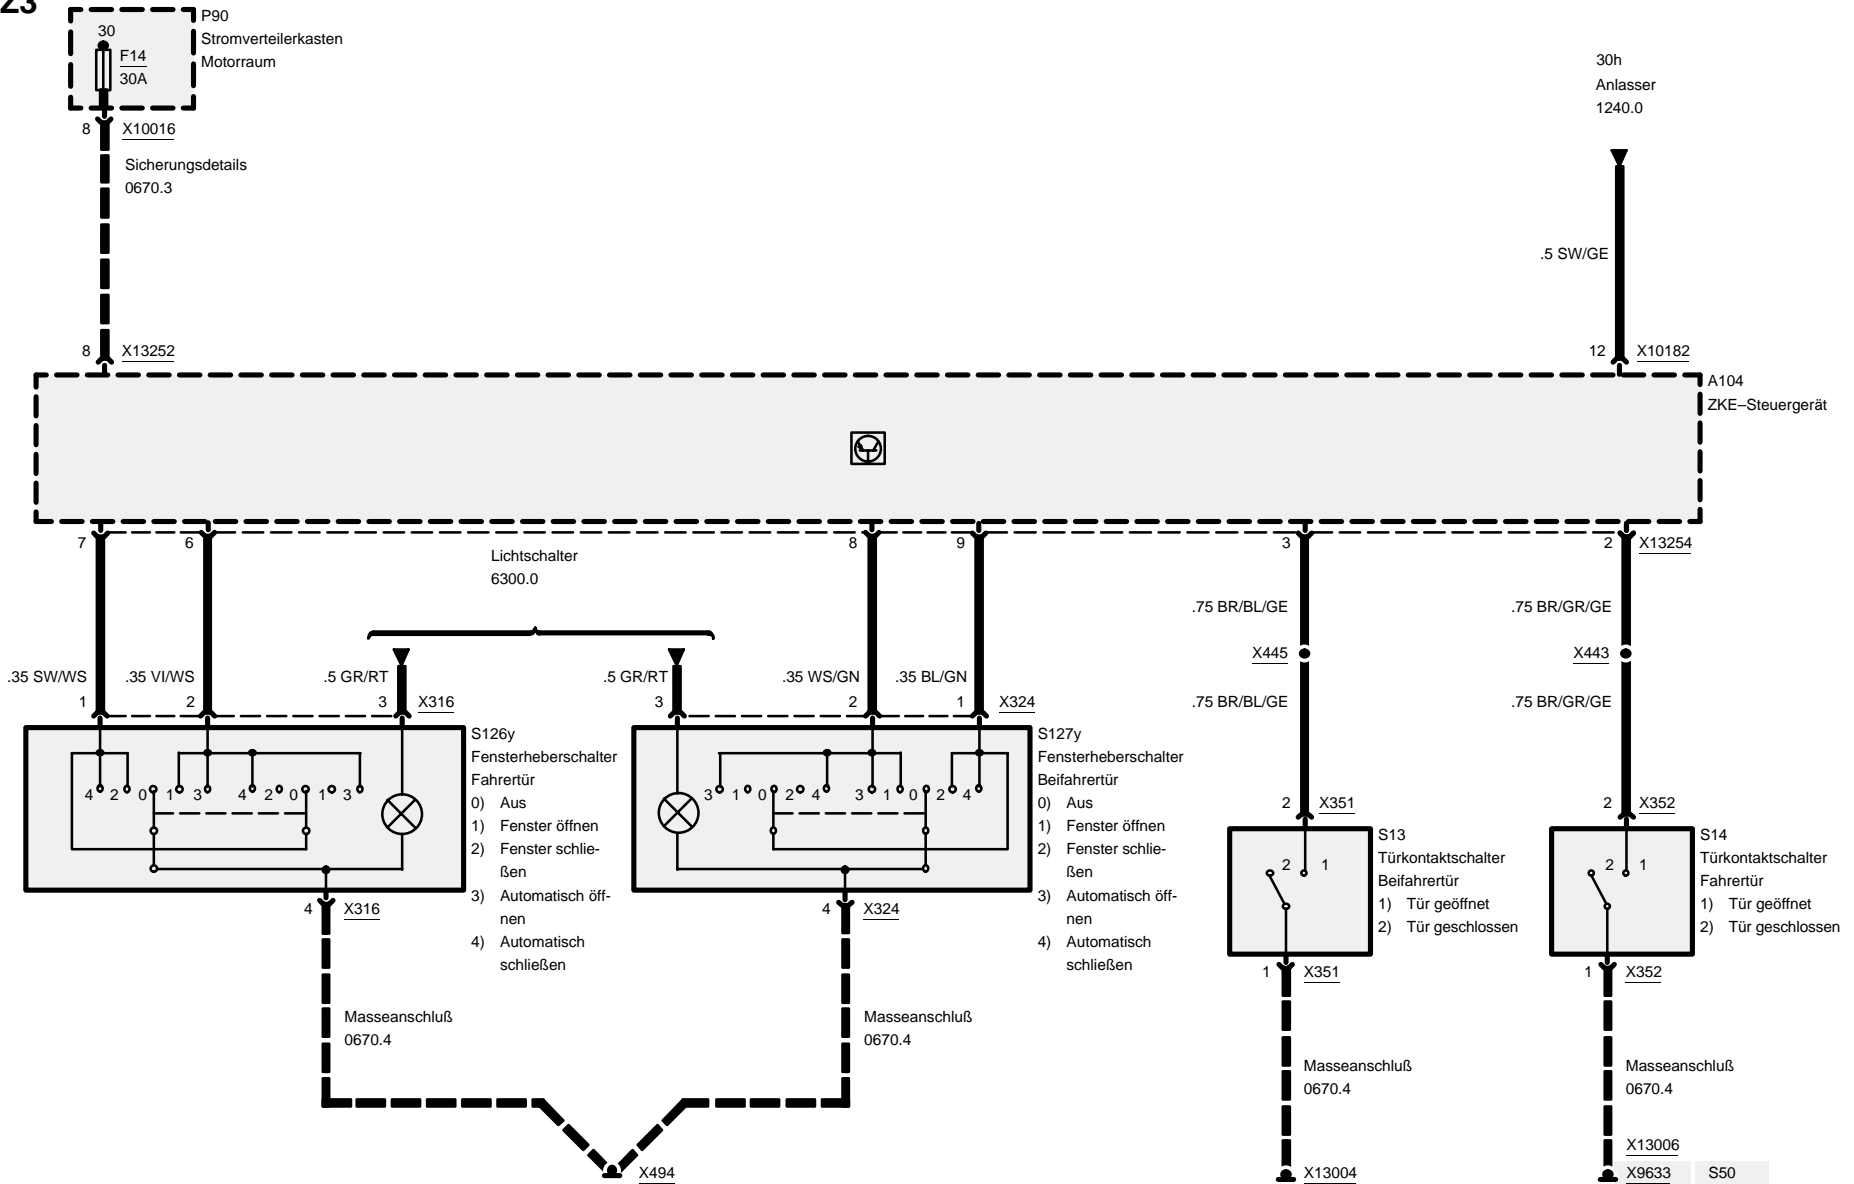 Z3
P90
Stromverteilerkasten
Motorraum
30
F14
30A
8 X10016
Sicherungsdetails
0670.3
30h
Anlasser
1240.0
.5 SW/GE
8 X13252
12 X10182
A104
ZKE–Steuergerät
7 6 8 9 3 2 X13254
Lichtschalter
6300.0
.75 BR/BL/GE .75 BR/GR/GE
X445 X443
.35 SW/WS .35 VI/WS .5 GR/RT .5 GR/RT .35 WS/GN .35 BL/GN
.75 BR/BL/GE .75 BR/GR/GE
1 2 3 X316 3 2 1 X324
4 2 0 1 3 4 2 0 1 3
S126y
Fensterheberschalter
Fahrertür
0) Aus
1) Fenster öffnen
2) Fenster schlie-
ßen
3) Automatisch öff-
nen
4) Automatisch
schließen
3 1 0 2 4 3 1 0 2 4
S127y
Fensterheberschalter
Beifahrertür
0) Aus
1) Fenster öffnen
2) Fenster schlie-
ßen
3) Automatisch öff-
nen
4) Automatisch
schließen
2 X351
2 1
S13
Türkontaktschalter
Beifahrertür
1) Tür geöffnet
2) Tür geschlossen
2 X352
2 1
S14
Türkontaktschalter
Fahrertür
1) Tür geöffnet
2) Tür geschlossen
4 X316
4 X324
1 X351
1 X352
Masseanschluß
0670.4
Masseanschluß
0670.4
Masseanschluß
0670.4
Masseanschluß
0670.4
X494
X13004
X13006
X9633 S50